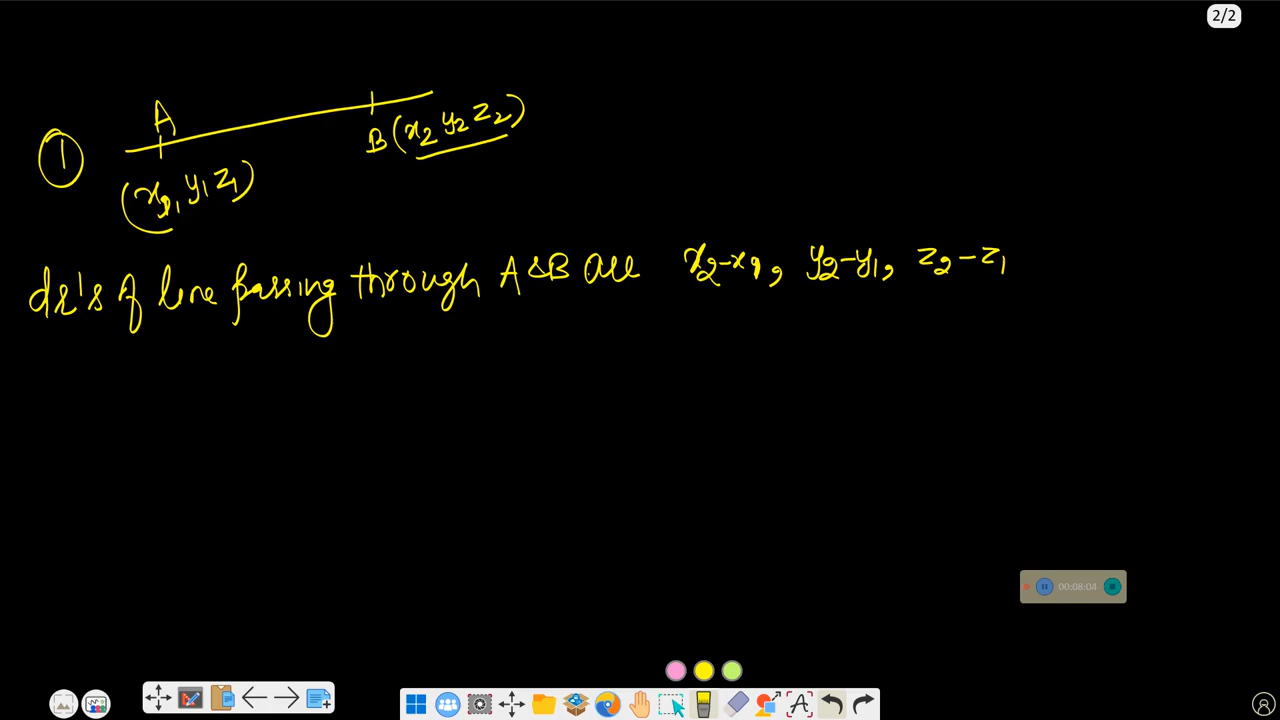 2/2
① A
B (x₂ y₂ z₂)
(x₁, y₁ z₁)
dr's of line passing through A & B are x₂-x₁, y₂-y₁, z₂-z₁
00:08:04